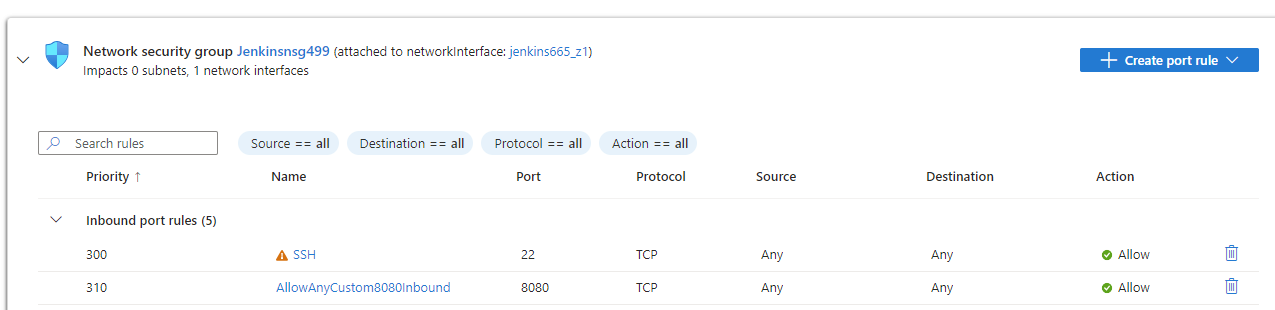 Network security group Jenkinsnsg499 (attached to networkInterface: jenkins665_z1)
Impacts 0 subnets, 1 network interfaces
Create port rule
Search rules
Source == all
Destination == all
Protocol == all
Action == all
Priority ↑ Name Port Protocol Source Destination Action
Inbound port rules (5)
300 SSH 22 TCP Any Any Allow
310 AllowAnyCustom8080Inbound 8080 TCP Any Any Allow